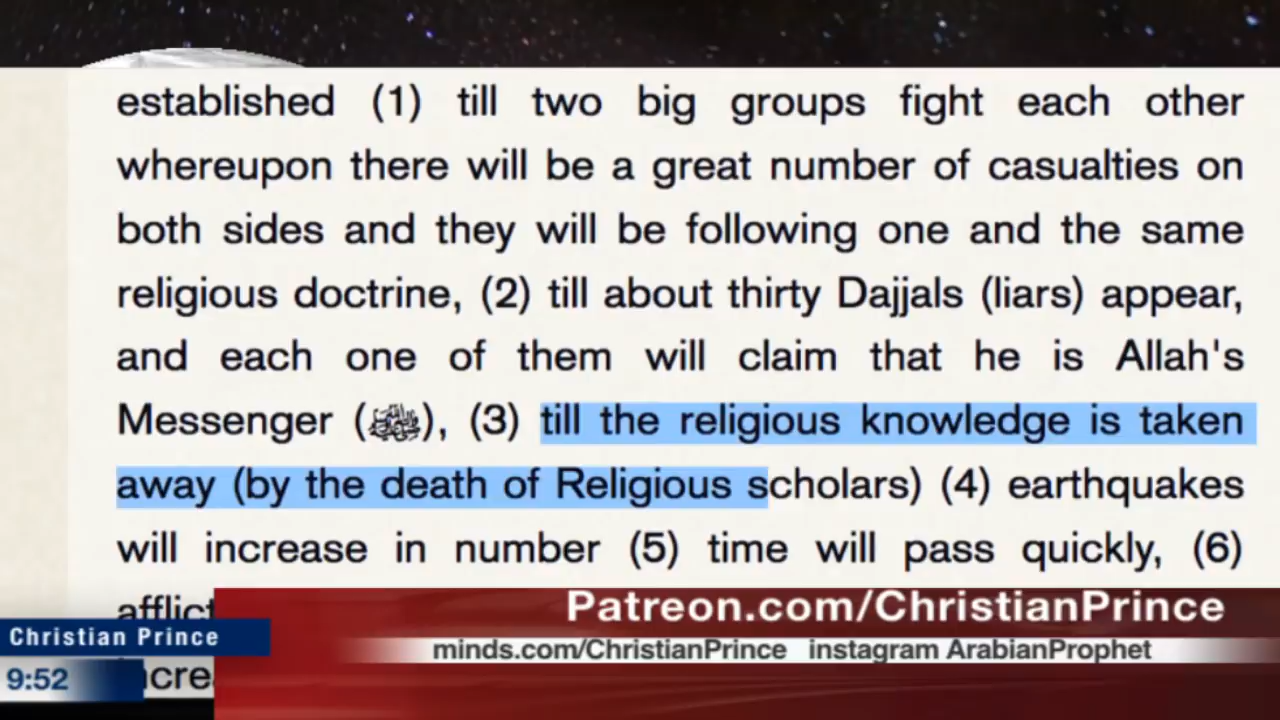 established (1) till two big groups fight each other
whereupon there will be a great number of casualties on
both sides and they will be following one and the same
religious doctrine, (2) till about thirty Dajjals (liars) appear,
and each one of them will claim that he is Allah's
Messenger (ﷺ), (3) till the religious knowledge is taken
away (by the death of Religious scholars) (4) earthquakes
will increase in number (5) time will pass quickly, (6)
Patreon.com/ChristianPrince
Christian Prince
minds.com/ChristianPrince instagram ArabianProphet
9:52